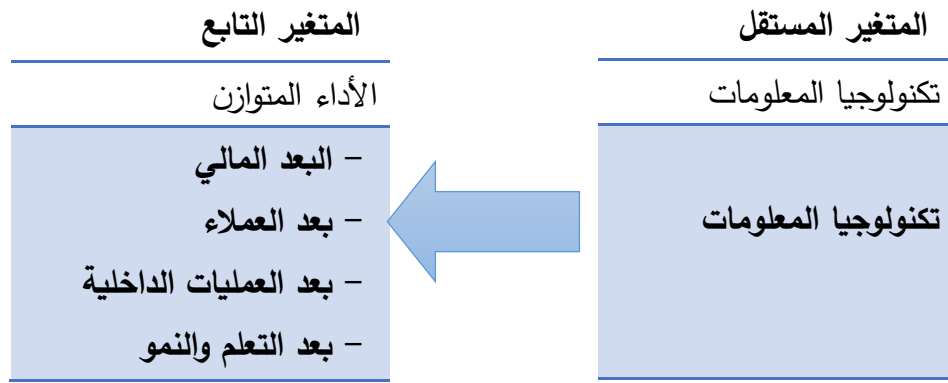 المتغير المستقل
تكنولوجيا المعلومات
تكنولوجيا المعلومات
المتغير التابع
الأداء المتوازن
- البعد المالي
- بعد العملاء
- بعد العمليات الداخلية
- بعد التعلم والنمو